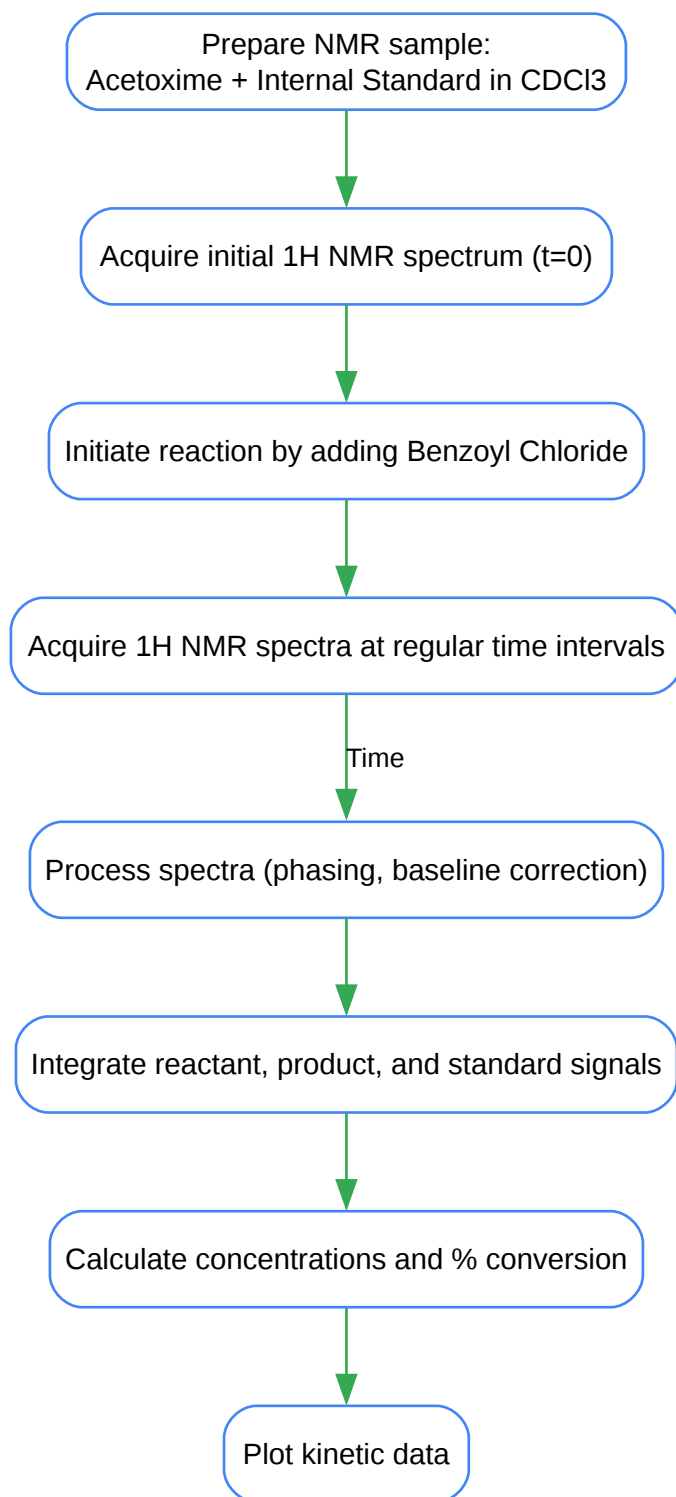 Prepare NMR sample:
Acetoxime + Internal Standard in CDCl3
Acquire initial 1H NMR spectrum (t=0)
Initiate reaction by adding Benzoyl Chloride
Acquire 1H NMR spectra at regular time intervals
Time
Process spectra (phasing, baseline correction)
Integrate reactant, product, and standard signals
Calculate concentrations and % conversion
Plot kinetic data